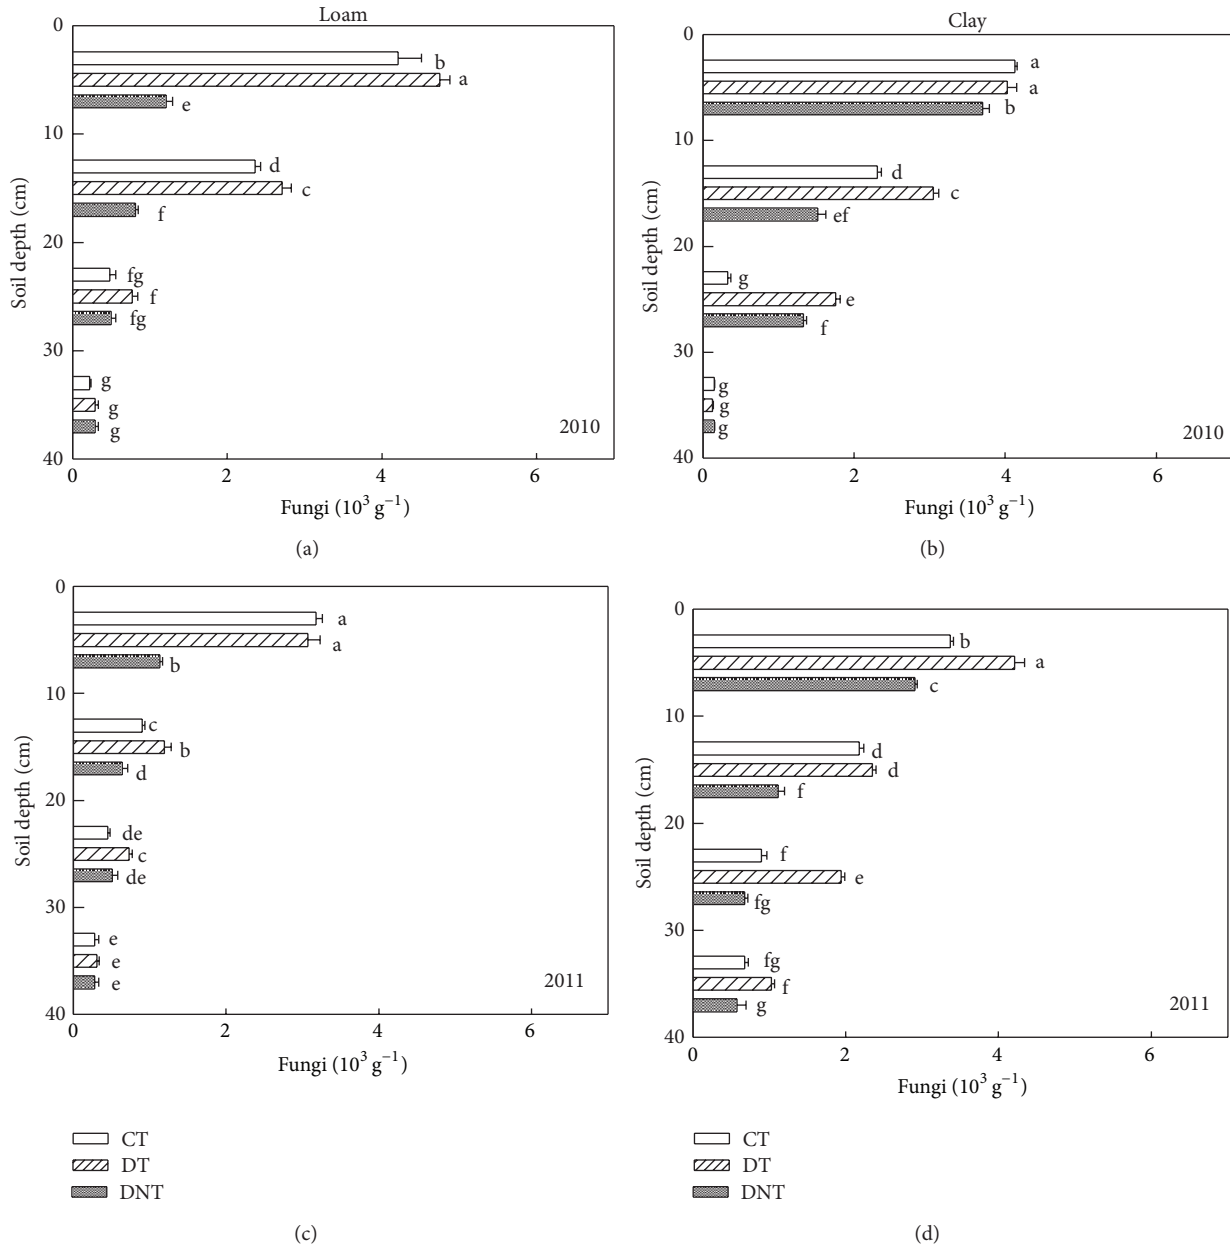 Loam
0
10
20
30
40
Soil depth (cm)
b
a
e
d
c
f
fg
f
fg
g
g
g
2010
0 2 4 6
Fungi (10³ g⁻¹)
(a)
Clay
0
10
20
30
40
Soil depth (cm)
a
a
b
d
c
ef
g
e
f
g
g
g
2010
0 2 4 6
Fungi (10³ g⁻¹)
(b)
0
10
20
30
40
Soil depth (cm)
a
a
b
c
b
d
de
c
de
e
e
e
2011
0 2 4 6
Fungi (10³ g⁻¹)
CT
DT
DNT
(c)
0
10
20
30
40
Soil depth (cm)
b
a
c
d
d
f
f
e
fg
fg
f
g
2011
0 2 4 6
Fungi (10³ g⁻¹)
CT
DT
DNT
(d)